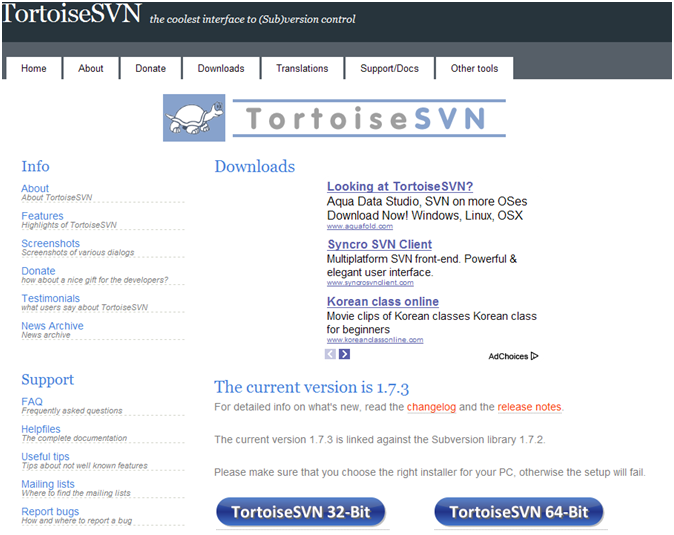 TortoiseSVN the coolest interface to (Sub)version control
Home About Donate Downloads Translations Support/Docs Other tools
TortoiseSVN
Info
About
About TortoiseSVN
Features
Highlights of TortoiseSVN
Screenshots
Screenshots of various dialogs
Donate
how about a nice gift for the developers?
Testimonials
what users say about TortoiseSVN
News Archive
News archive
Support
FAQ
Frequently asked questions
Helpfiles
The complete documentation
Useful tips
Tips about not well known features
Mailing lists
Where to find the mailing lists
Report bugs
How and where to report a bug
Downloads
Looking at TortoiseSVN?
Aqua Data Studio, SVN on more OSes
Download Now! Windows, Linux, OSX
www.aquafold.com
Syncro SVN Client
Multiplatform SVN front-end. Powerful &
elegant user interface.
www.syncrosvnclient.com
Korean class online
Movie clips of Korean classes Korean class
for beginners
www.koreanclassonline.com
AdChoices
The current version is 1.7.3
For detailed info on what's new, read the changelog and the release notes.
The current version 1.7.3 is linked against the Subversion library 1.7.2.
Please make sure that you choose the right installer for your PC, otherwise the setup will fail.
TortoiseSVN 32-Bit TortoiseSVN 64-Bit